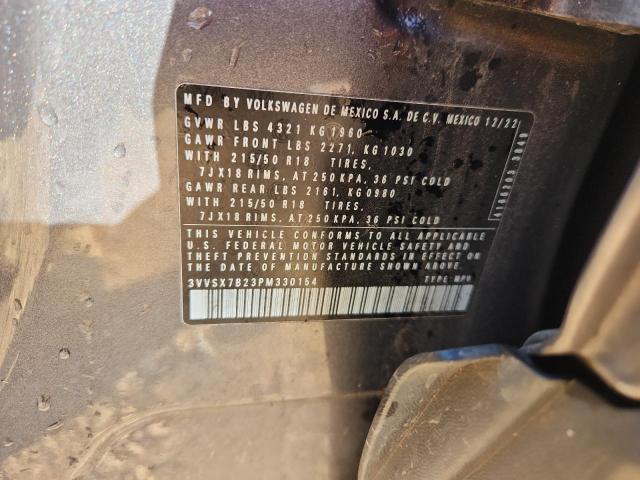 MFD BY VOLKSWAGEN DE MEXICO S.A. DE C.V. MEXICO 12/22
GVWR LBS 4321 KG1960
GAWR FRONT LBS 2271, KG1030
WITH 215/50 R18 TIRES,
7JX18 RIMS, AT 250 KPA, 36 PSI COLD
GAWR REAR LBS 2161, KG0980
WITH 215/50 R18 TIRES,
7JX18 RIMS, AT 250 KPA, 36 PSI COLD
THIS VEHICLE CONFORMS TO ALL APPLICABLE
U.S. FEDERAL MOTOR VEHICLE SAFETY AND
THEFT PREVENTION STANDARDS IN EFFECT ON
THE DATE OF MANUFACTURE SHOWN ABOVE.
3VVSX7B23PM330154 TYPE MPV